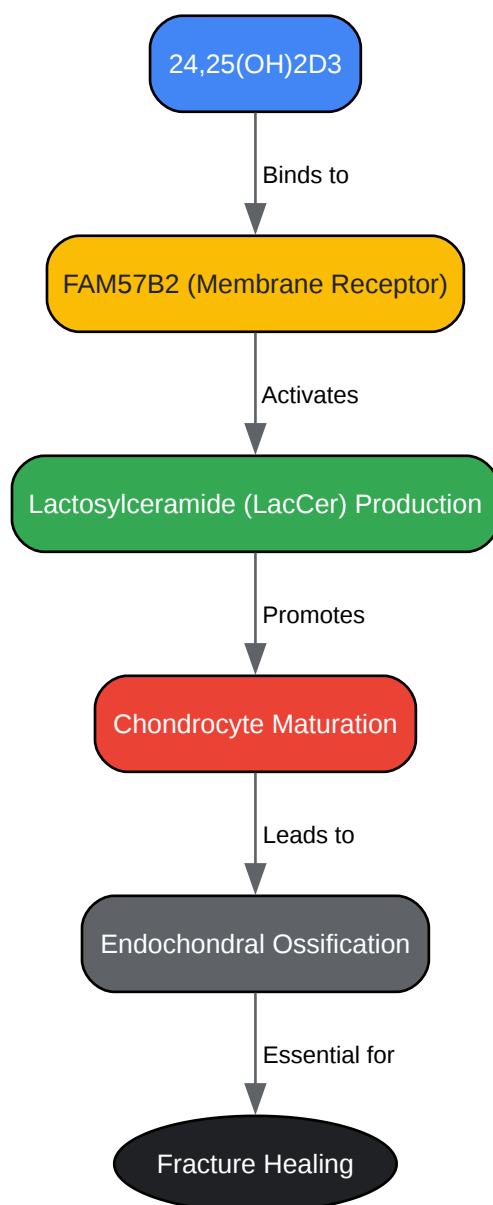 24,25(OH)2D3
Binds to
FAM57B2 (Membrane Receptor)
Activates
Lactosylceramide (LacCer) Production
Promotes
Chondrocyte Maturation
Leads to
Endochondral Ossification
Essential for
Fracture Healing